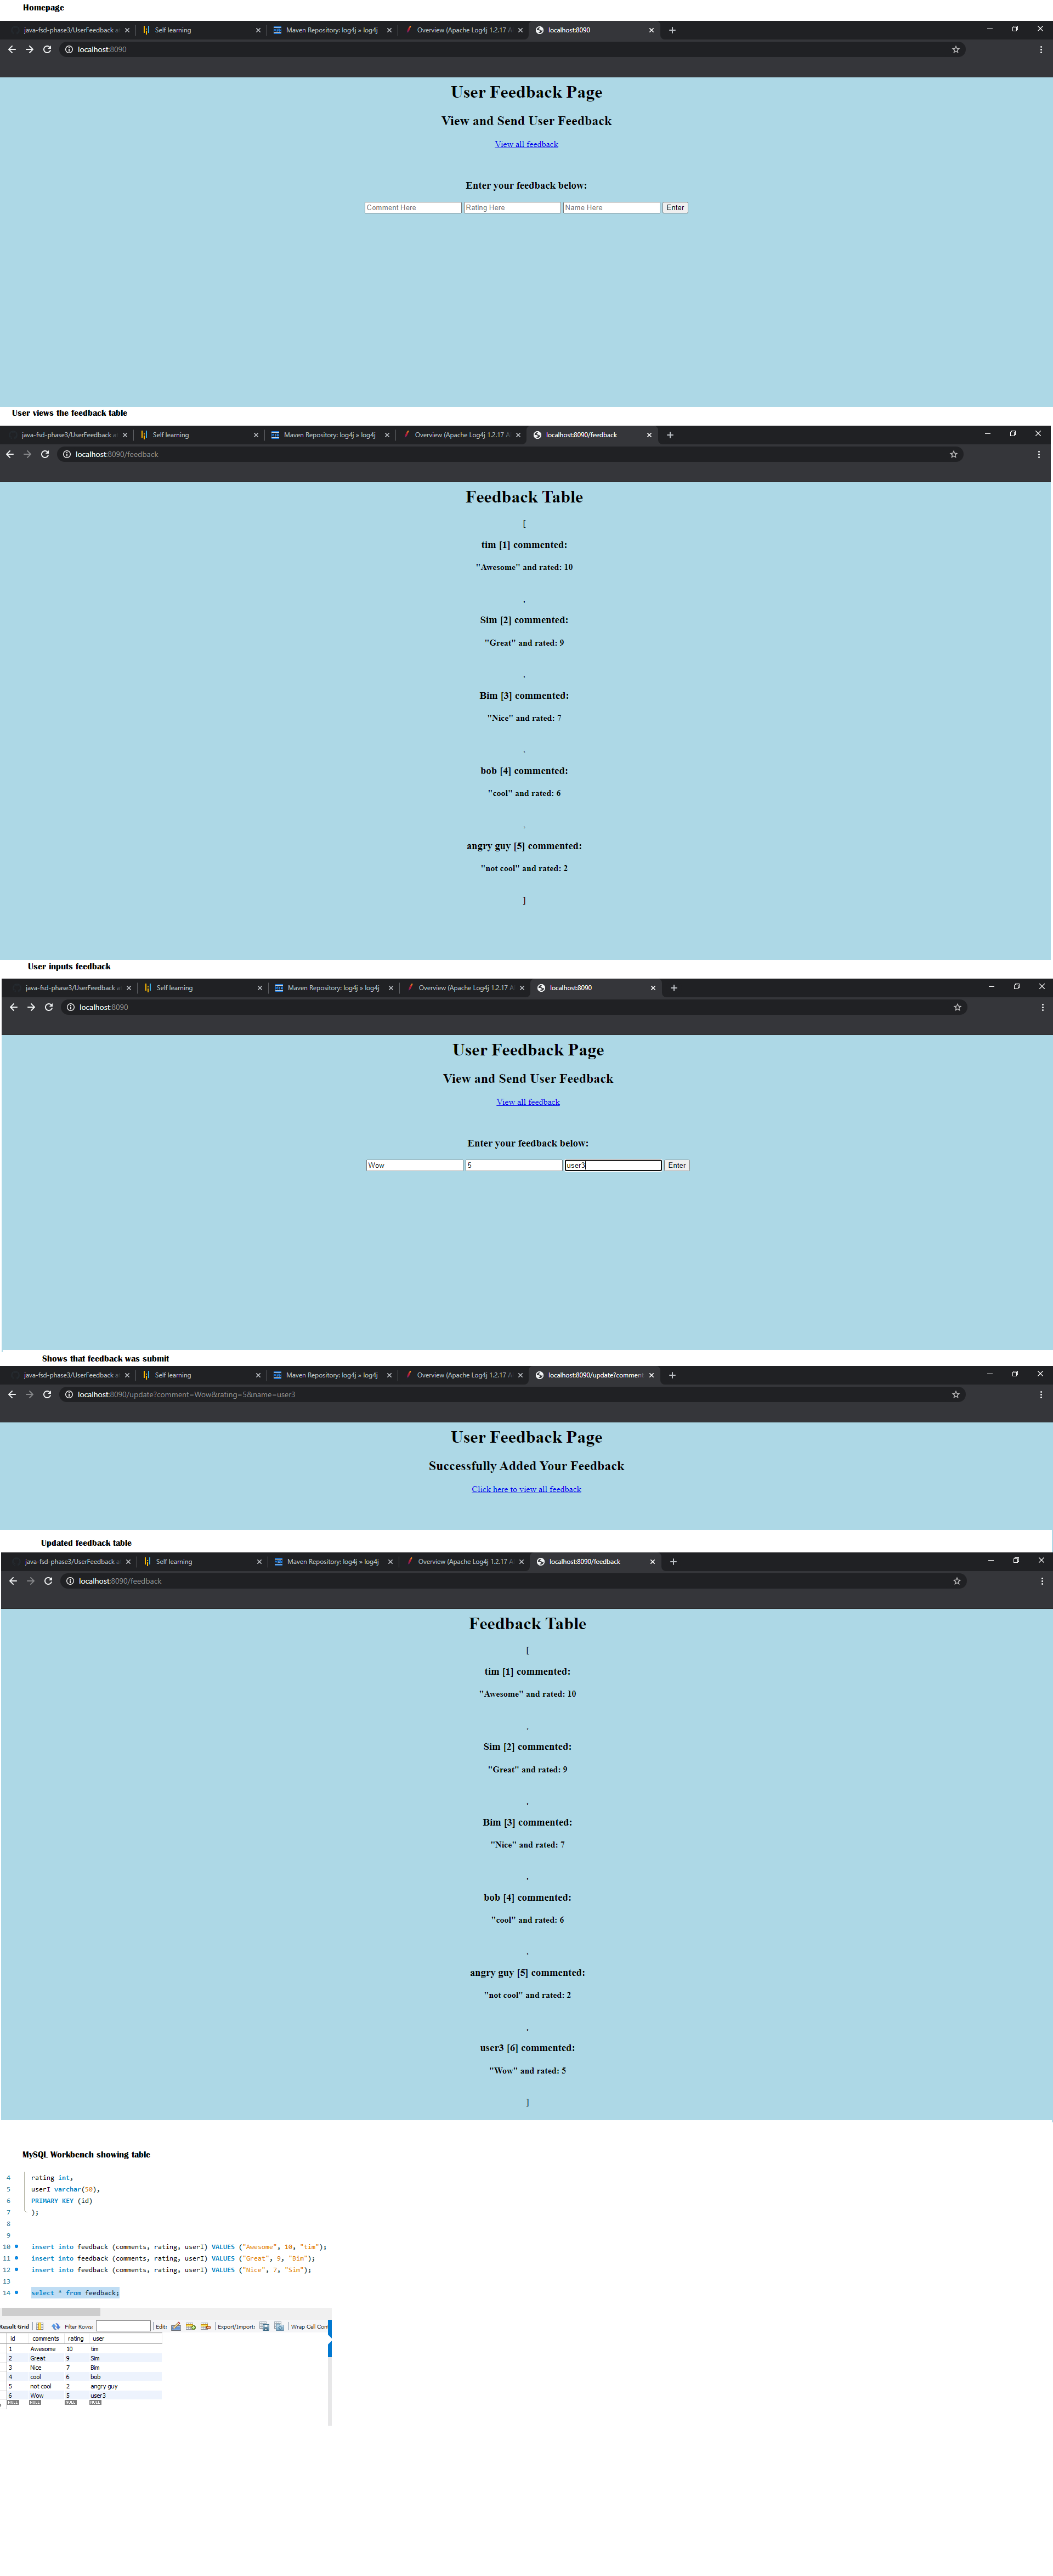 Homepage
java-fsd-phase3/UserFeedback at
Self learning
Maven Repository: log4j » log4j
Overview (Apache Log4j 1.2.17 A
localhost:8090
localhost:8090
User Feedback Page
View and Send User Feedback
View all feedback
Enter your feedback below:
Comment Here Rating Here Name Here Enter
User views the feedback table
java-fsd-phase3/UserFeedback at
Self learning
Maven Repository: log4j » log4j
Overview (Apache Log4j 1.2.17 A
localhost:8090/feedback
localhost:8090/feedback
Feedback Table
[
tim [1] commented:
"Awesome" and rated: 10
,
Sim [2] commented:
"Great" and rated: 9
,
Bim [3] commented:
"Nice" and rated: 7
,
bob [4] commented:
"cool" and rated: 6
,
angry guy [5] commented:
"not cool" and rated: 2
]
User inputs feedback
java-fsd-phase3/UserFeedback at
Self learning
Maven Repository: log4j » log4j
Overview (Apache Log4j 1.2.17 A
localhost:8090
localhost:8090
User Feedback Page
View and Send User Feedback
View all feedback
Enter your feedback below:
Wow 5 user3 Enter
Shows that feedback was submit
java-fsd-phase3/UserFeedback at
Self learning
Maven Repository: log4j » log4j
Overview (Apache Log4j 1.2.17 A
localhost:8090/update?comment
localhost:8090/update?comment=Wow&rating=5&name=user3
User Feedback Page
Successfully Added Your Feedback
Click here to view all feedback
Updated feedback table
java-fsd-phase3/UserFeedback at
Self learning
Maven Repository: log4j » log4j
Overview (Apache Log4j 1.2.17 A
localhost:8090/feedback
localhost:8090/feedback
Feedback Table
[
tim [1] commented:
"Awesome" and rated: 10
,
Sim [2] commented:
"Great" and rated: 9
,
Bim [3] commented:
"Nice" and rated: 7
,
bob [4] commented:
"cool" and rated: 6
,
angry guy [5] commented:
"not cool" and rated: 2
,
user3 [6] commented:
"Wow" and rated: 5
]
MySQL Workbench showing table
4 rating int,
5 userI varchar(50),
6 PRIMARY KEY (id)
7 );
8
9
10 insert into feedback (comments, rating, userI) VALUES ("Awesome", 10, "tim");
11 insert into feedback (comments, rating, userI) VALUES ("Great", 9, "Bim");
12 insert into feedback (comments, rating, userI) VALUES ("Nice", 7, "Sim");
13
14 select * from feedback;
Result Grid Filter Rows: Edit: Export/Import: Wrap Cell Con
id comments rating user
1 Awesome 10 tim
2 Great 9 Sim
3 Nice 7 Bim
4 cool 6 bob
5 not cool 2 angry guy
6 Wow 5 user3
NULL NULL NULL NULL